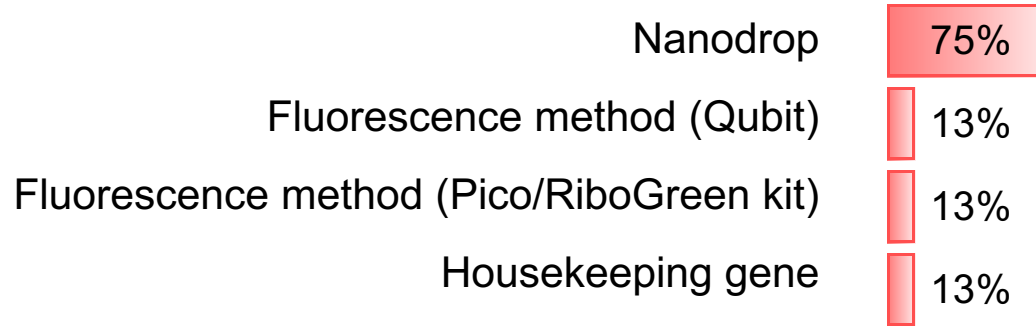 Nanodrop 75%
Fluorescence method (Qubit) 13%
Fluorescence method (Pico/RiboGreen kit) 13%
Housekeeping gene 13%